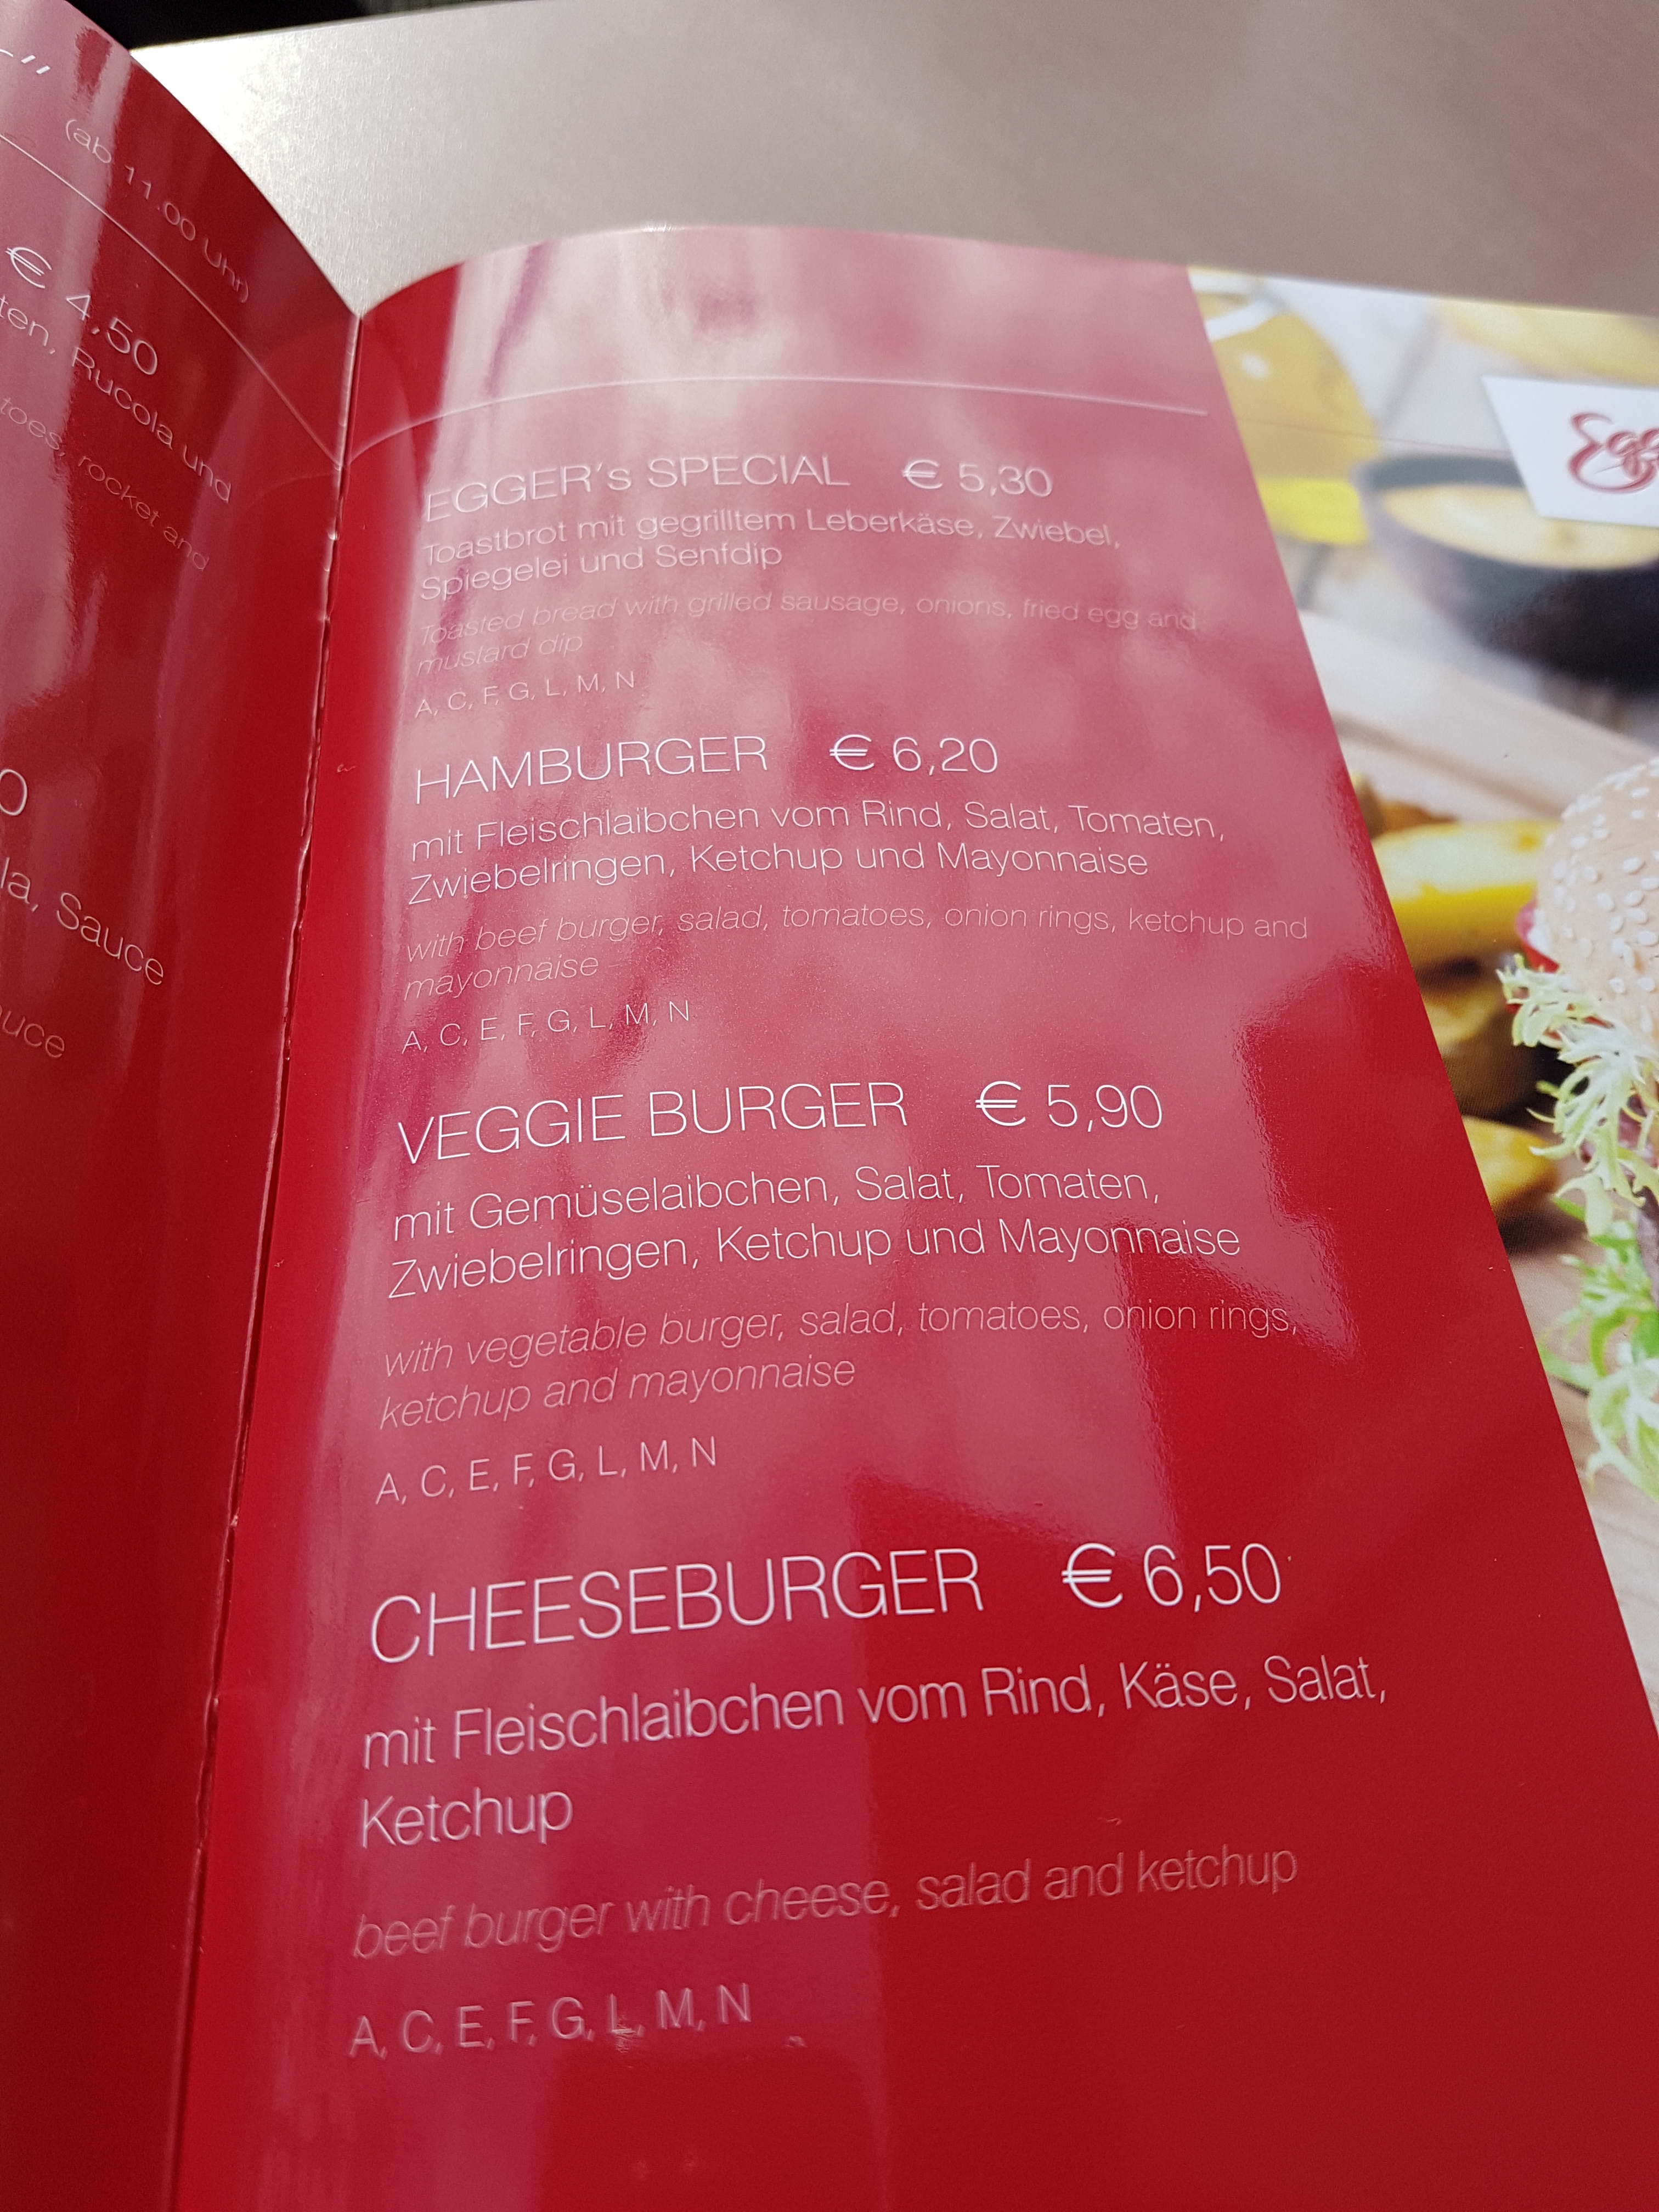 (ab 11.00 Uhr)
€ 4,50
Rucola und
rocket and
Sauce
EGGER's SPECIAL € 5,30
Toastbrot mit gegrilltem Leberkäse, Zwiebel,
Spiegelei und Senfdip
Toasted bread with grilled sausage, onions, fried egg and
mustard dip
A, C, F, G, L, M, N
HAMBURGER € 6,20
mit Fleischlaibchen vom Rind, Salat, Tomaten,
Zwiebelringen, Ketchup und Mayonnaise
with beef burger, salad, tomatoes, onion rings, ketchup and
mayonnaise
A, C, E, F, G, L, M, N
VEGGIE BURGER € 5,90
mit Gemüselaibchen, Salat, Tomaten,
Zwiebelringen, Ketchup und Mayonnaise
with vegetable burger, salad, tomatoes, onion rings,
ketchup and mayonnaise
A, C, E, F, G, L, M, N
CHEESEBURGER € 6,50
mit Fleischlaibchen vom Rind, Käse, Salat,
Ketchup
beef burger with cheese, salad and ketchup
A, C, E, F, G, L, M, N